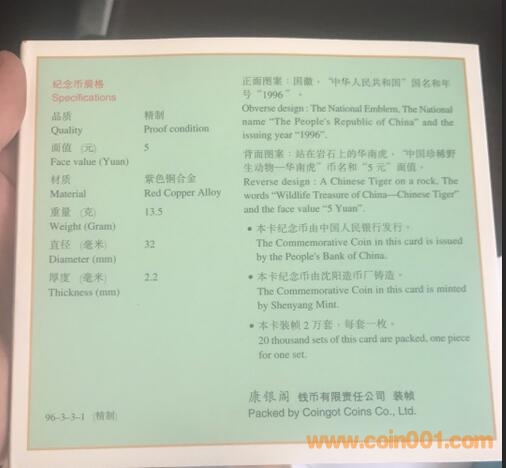 纪念币规格
Specifications
品质 精制
Quality Proof condition
面值 (元) 5
Face value (Yuan)
材质 紫色铜合金
Material Red Copper Alloy
重量 (克) 13.5
Weight (Gram)
直径 (毫米) 32
Diameter (mm)
厚度 (毫米) 2.2
Thickness (mm)
96-3-3-1 (精制)
正面图案：国徽，“中华人民共和国”国名和年
号“1996”。
Obverse design : The National Emblem, The National
name “The People's Republic of China” and the
issuing year “1996”.
背面图案：站在岩石上的华南虎，“中国珍稀野
生动物—华南虎”币名和“5元”面值。
Reverse design : A Chinese Tiger on a rock, The
words “Wildlife Treasure of China—Chinese Tiger”
and the face value “5 Yuan”.
• 本卡纪念币由中国人民银行发行。
The Commemorative Coin in this card is issued
by the People's Bank of China.
• 本卡纪念币由沈阳造币厂铸造。
The Commemorative Coin in this card is minted
by Shenyang Mint.
• 本卡装帧2万套，每套一枚。
20 thousand sets of this card are packed, one piece
for one set.
康银阁 钱币有限责任公司 装帧
Packed by Coingot Coins Co., Ltd.
www.coin001.com